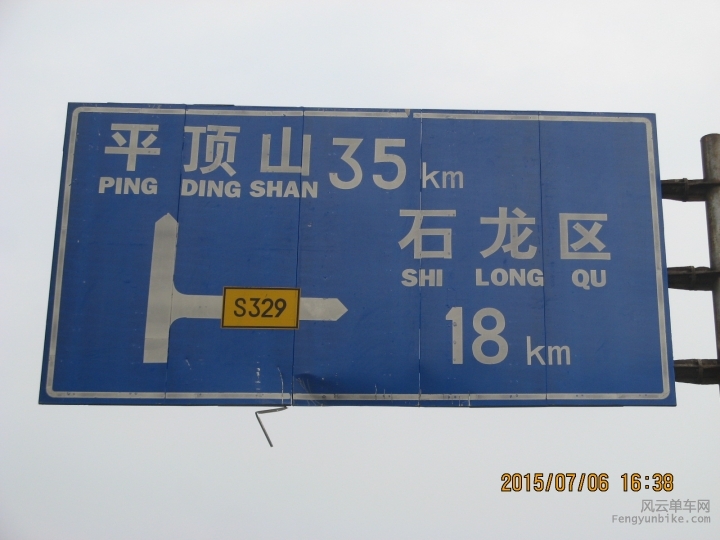 平顶山 35 km
PING DING SHAN
石龙区
SHI LONG QU
S329
18 km
2015/07/06 16:38
风云单车网
Fengyunbike.com